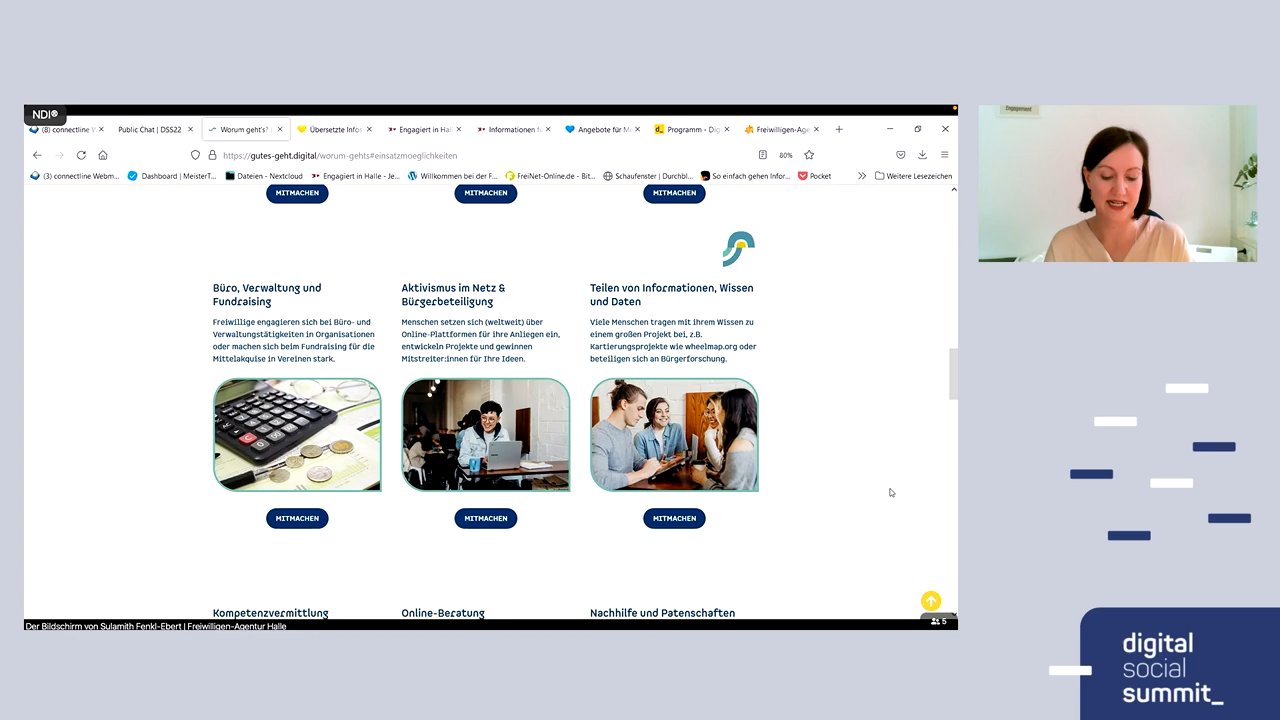 NDI®
(8) connectline W
Public Chat | DSS22
Worum geht's?
Übersetzte Info
Engagiert in Hall
Informationen f
Angebote für M
Programm – Dig
Freiwilligen-Age
https://gutes-geht.digital/worum-gehts#einsatzmoeglichkeiten
80%
(3) connectline Webm...
Dashboard | MeisterT...
Dateien - Nextcloud
Engagiert in Halle - Je...
Willkommen bei der F...
FreiNet-Online.de - Bit...
Schaufenster | Durchbl...
So einfach gehen Infor...
Pocket
Weitere Lesezeichen
MITMACHEN
MITMACHEN
MITMACHEN
Büro, Verwaltung und
Fundraising
Freiwillige engagieren sich bei Büro- und
Verwaltungstätigkeiten in Organisationen
oder machen sich beim Fundraising für die
Mittelakquise in Vereinen stark.
Aktivismus im Netz &
Bürgerbeteiligung
Menschen setzen sich (weltweit) über
Online-Plattformen für ihre Anliegen ein,
entwickeln Projekte und gewinnen
Mitstreiter:innen für Ihre Ideen.
Teilen von Informationen, Wissen
und Daten
Viele Menschen tragen mit ihrem Wissen zu
einem großen Projekt bei, z.B.
Kartierungsprojekte wie wheelmap.org oder
beteiligen sich an Bürgerforschung.
MITMACHEN
MITMACHEN
MITMACHEN
Kompetenzvermittlung
Online-Beratung
Nachhilfe und Patenschaften
Der Bildschirm von Sulamith Fenkl-Ebert | Freiwilligen-Agentur Halle
5
Engagement
digital
social
summit_